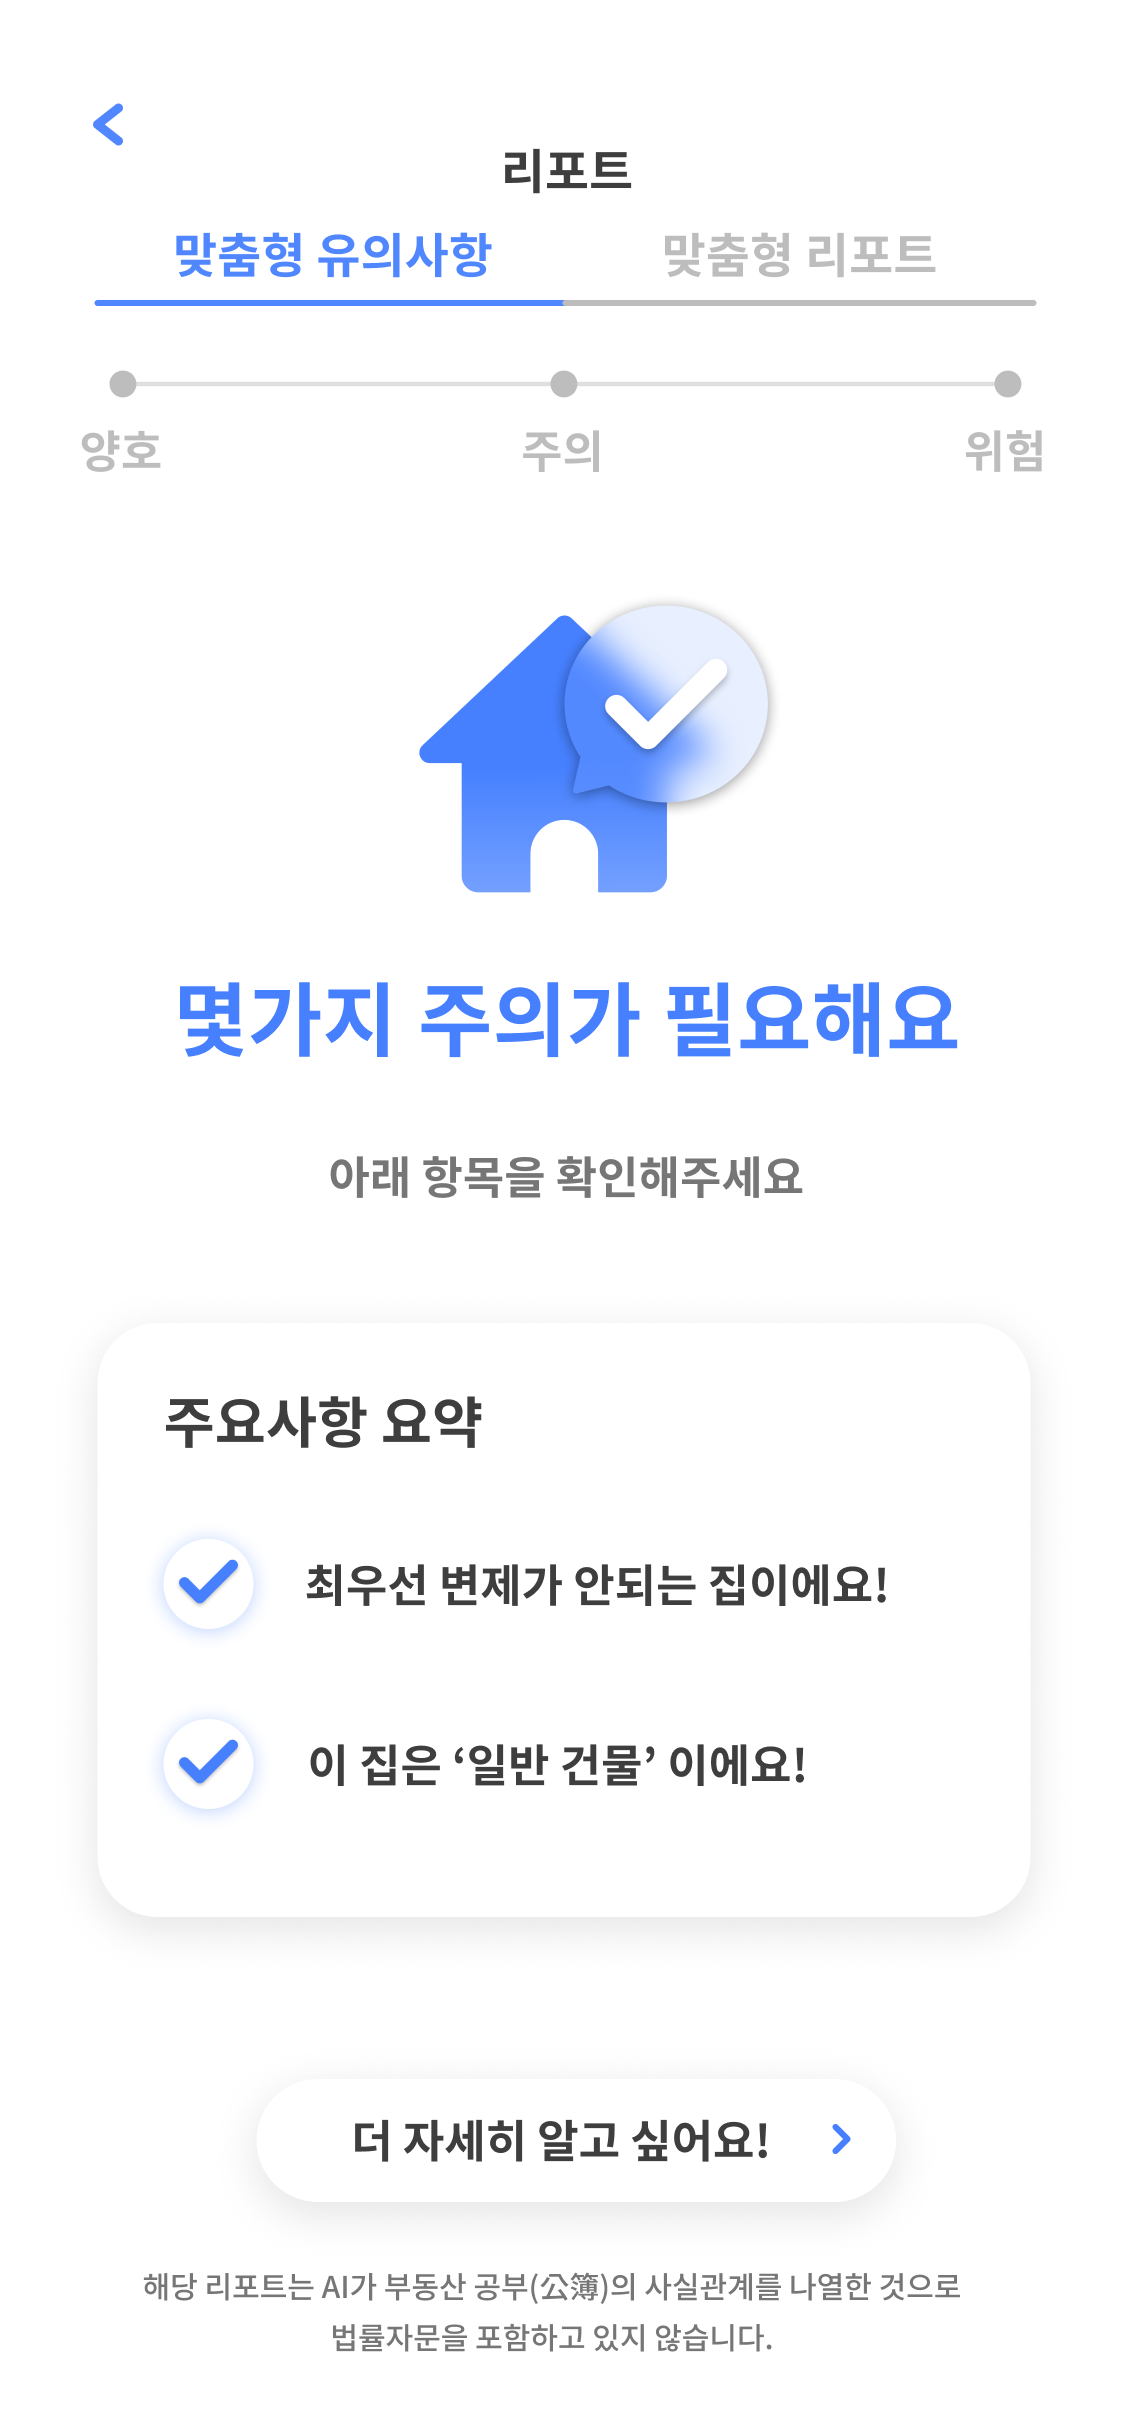 리포트
맞춤형 유의사항 맞춤형 리포트
양호 주의 위험
몇가지 주의가 필요해요
아래 항목을 확인해주세요
주요사항 요약
최우선 변제가 안되는 집이에요!
이 집은 ‘일반 건물’ 이에요!
더 자세히 알고 싶어요!
해당 리포트는 AI가 부동산 공부(公簿)의 사실관계를 나열한 것으로
법률자문을 포함하고 있지 않습니다.